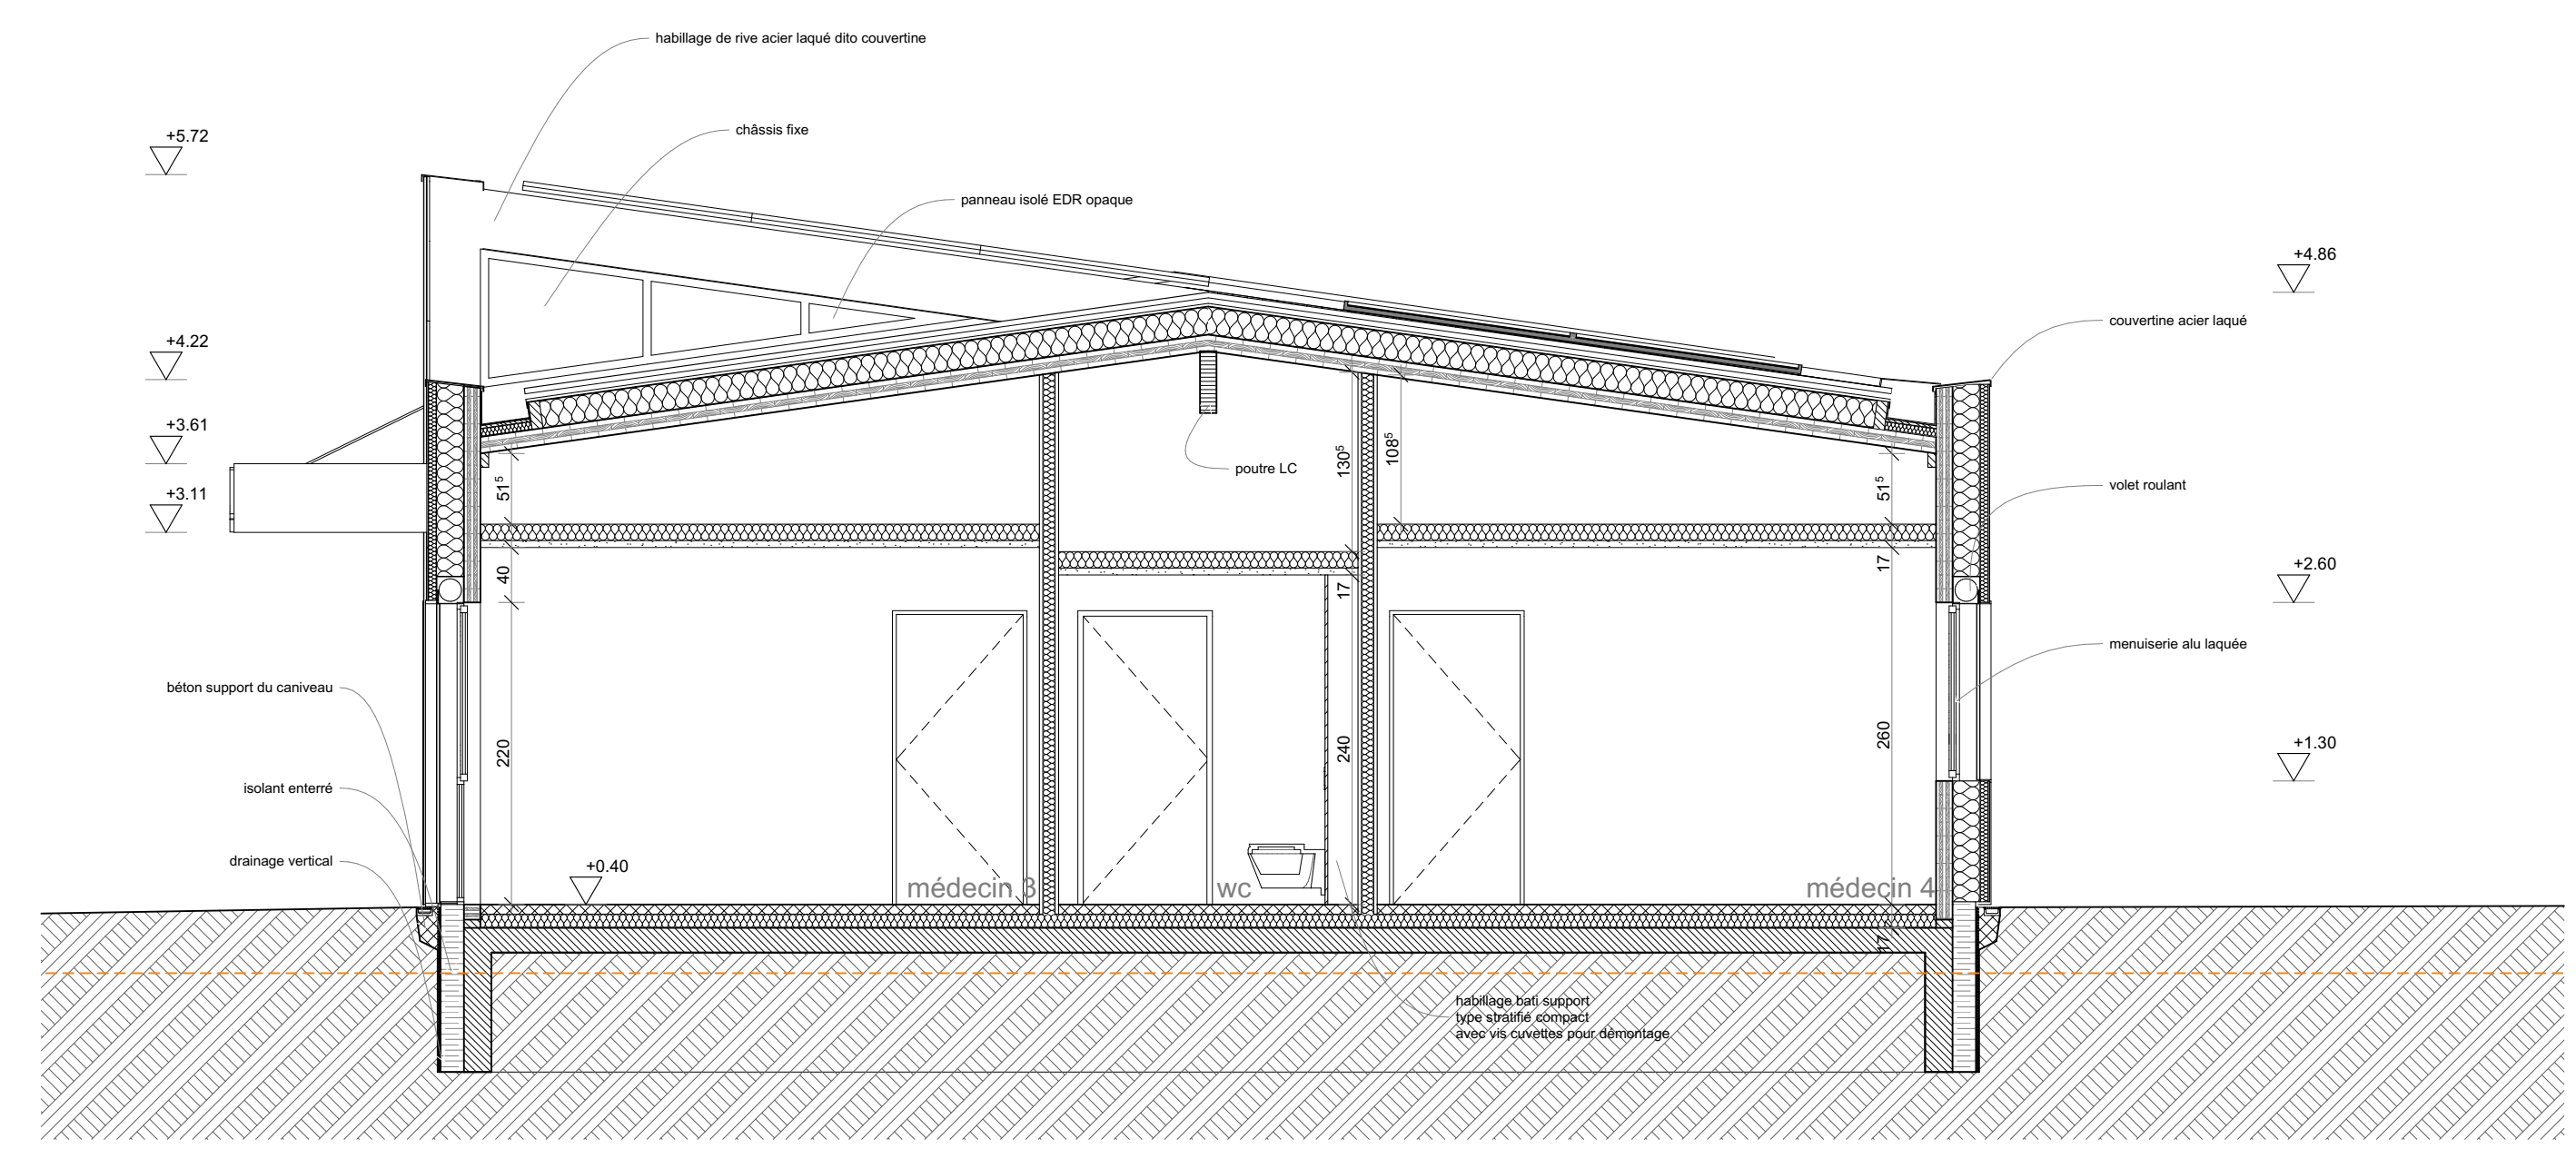 habillage de rive acier laqué dito couvertine
châssis fixe
+5.72
panneau isolé EDR opaque
+4.86
couvertine acier laqué
+4.22
+3.61
130⁵
108⁵
poutre LC
51⁵
51⁵
volet roulant
+3.11
40
17
17
+2.60
menuiserie alu laquée
béton support du caniveau
220
240
260
+1.30
isolant enterré
drainage vertical
+0.40
médecin 3
wc
médecin 4
17
habillage bati support
type stratifié compact
avec vis cuvettes pour démontage